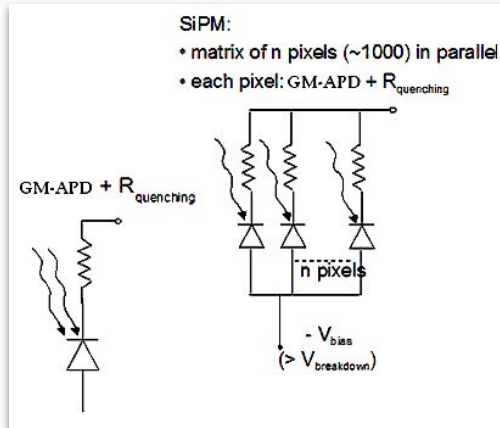 SiPM:
• matrix of n pixels (~1000) in parallel
• each pixel: GM-APD + Rquenching
GM-APD + Rquenching
n pixels
- Vbias
(> Vbreakdown)